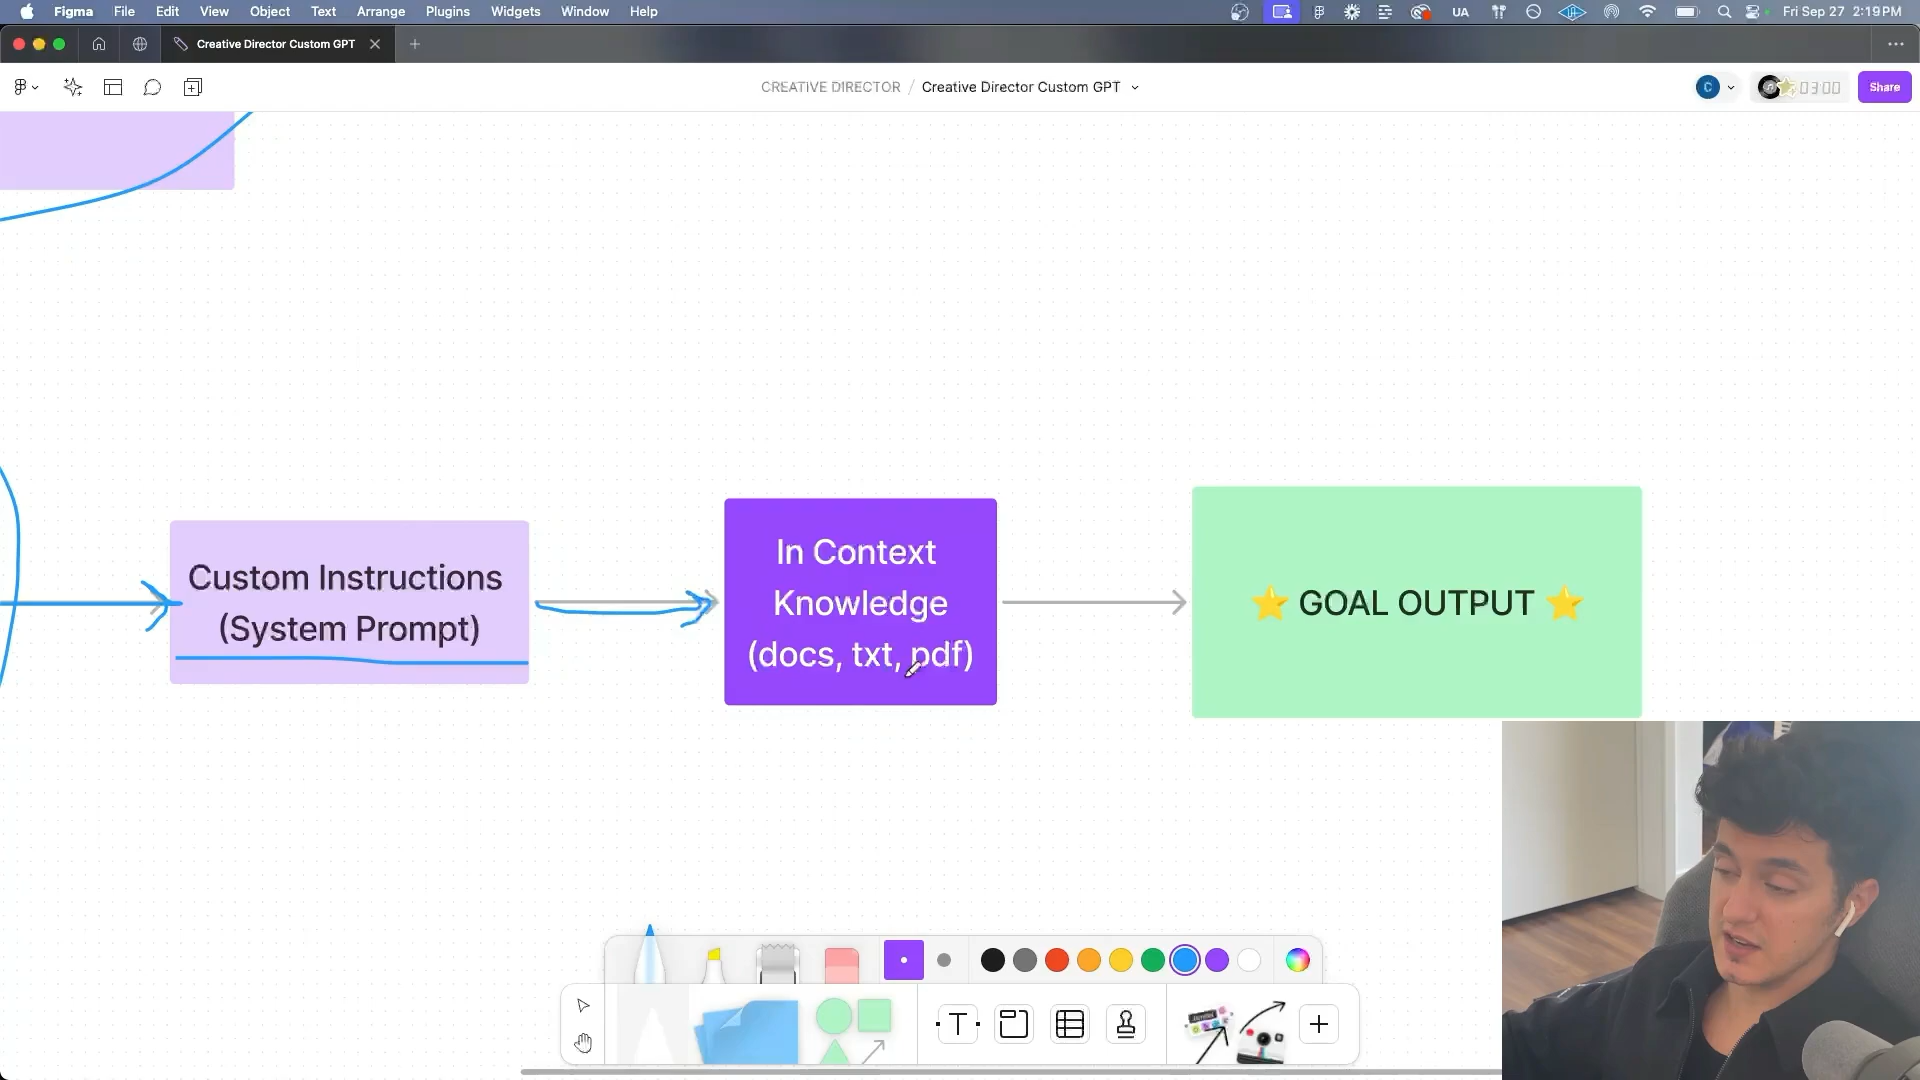 Figma File Edit View Object Text Arrange Plugins Widgets Window Help UA Fri Sep 27 2:19 PM
Creative Director Custom GPT
CREATIVE DIRECTOR / Creative Director Custom GPT C 03:00 Share
Custom Instructions
(System Prompt)
In Context
Knowledge
(docs, txt, pdf)
⭐ GOAL OUTPUT ⭐
T